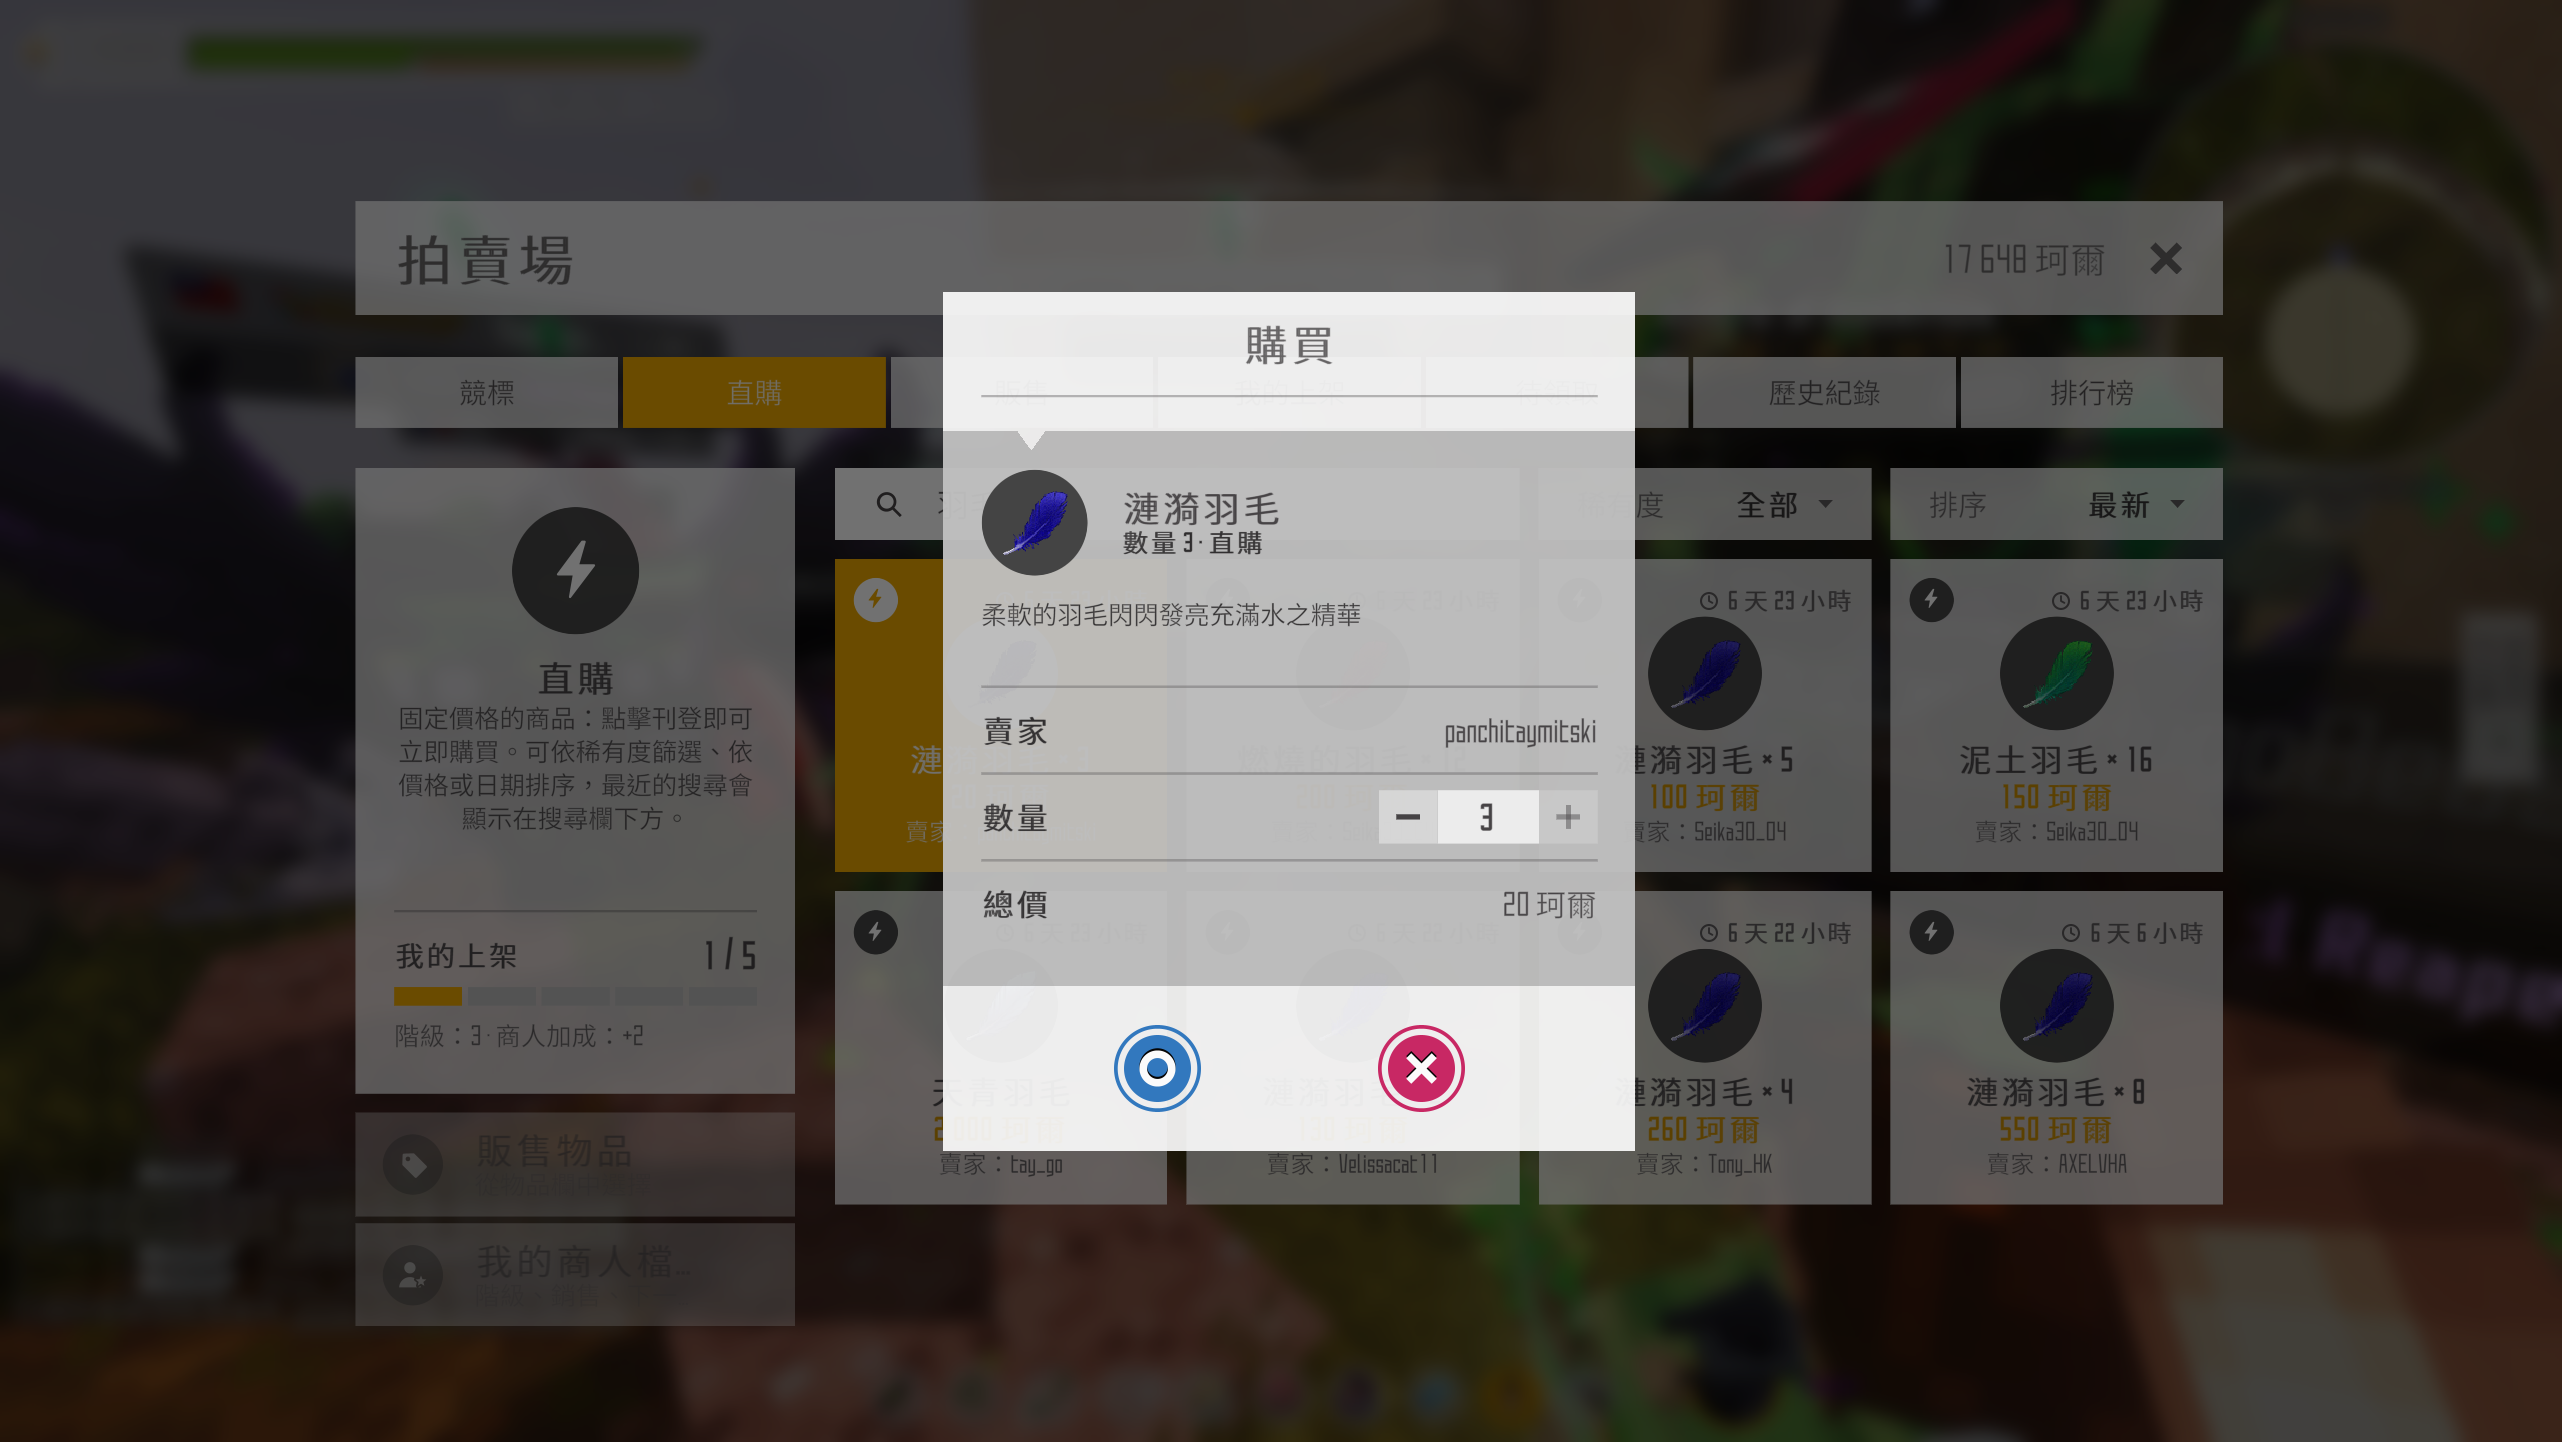 拍賣場
17 648 珂爾
購買
競標
直購
歷史紀錄
排行榜
漣漪羽毛
數量 3 · 直購
柔軟的羽毛閃閃發亮充滿水之精華
賣家
panchitaymitski
數量
3
總價
20 珂爾
直購
固定價格的商品：點擊刊登即可
立即購買。可依稀有度篩選、依
價格或日期排序，最近的搜尋會
顯示在搜尋欄下方。
我的上架
1 / 5
階級：3 · 商人加成：+2
販售物品
我的商人檔...
全部
排序
最新
6 天 23 小時
漣漪羽毛 × 5
100 珂爾
賣家：Seika30_04
6 天 23 小時
泥土羽毛 × 16
150 珂爾
賣家：Seika30_04
天青羽毛
賣家：tay_go
賣家：Velissacat11
6 天 22 小時
漣漪羽毛 × 4
260 珂爾
賣家：Tony_HK
6 天 6 小時
漣漪羽毛 × 8
550 珂爾
賣家：AXELVHA